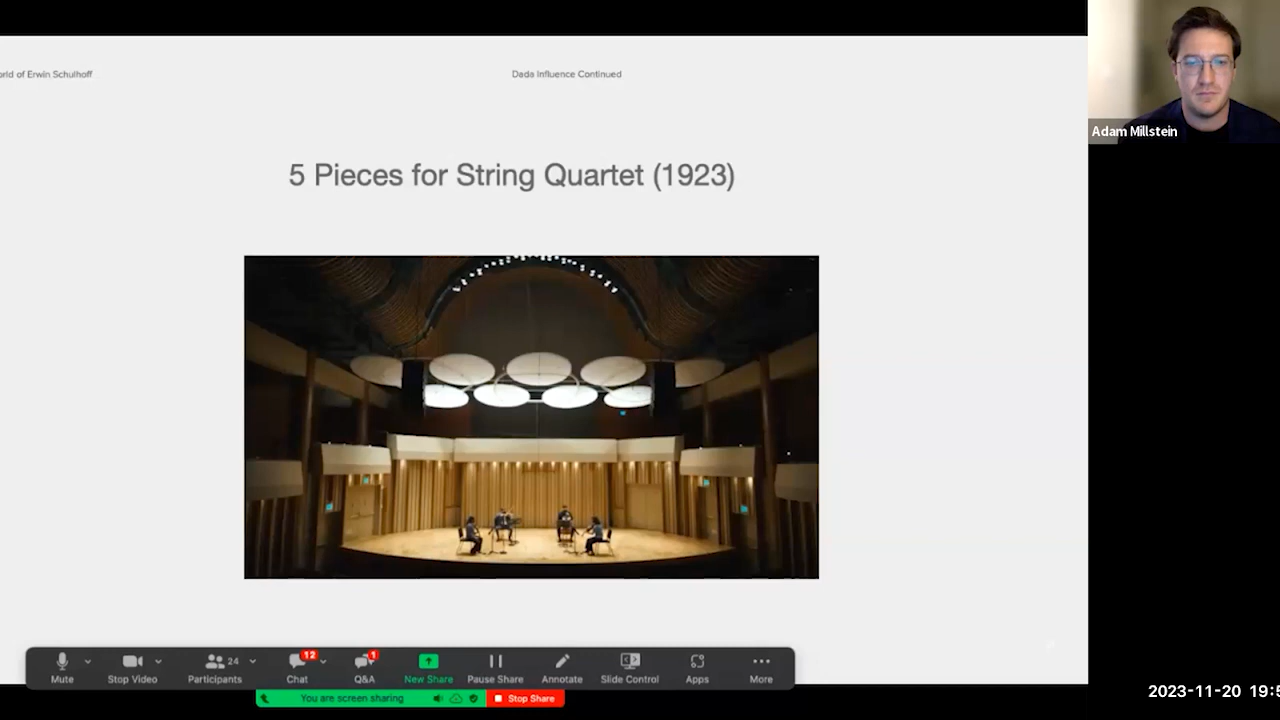 orld of Erwin Schulhoff
Dada Influence Continued
5 Pieces for String Quartet (1923)
Adam Millstein
Mute
Stop Video
24
Participants
12
Chat
1
Q&A
New Share
Pause Share
Annotate
Slide Control
Apps
More
You are screen sharing
Stop Share
2023-11-20 19:5